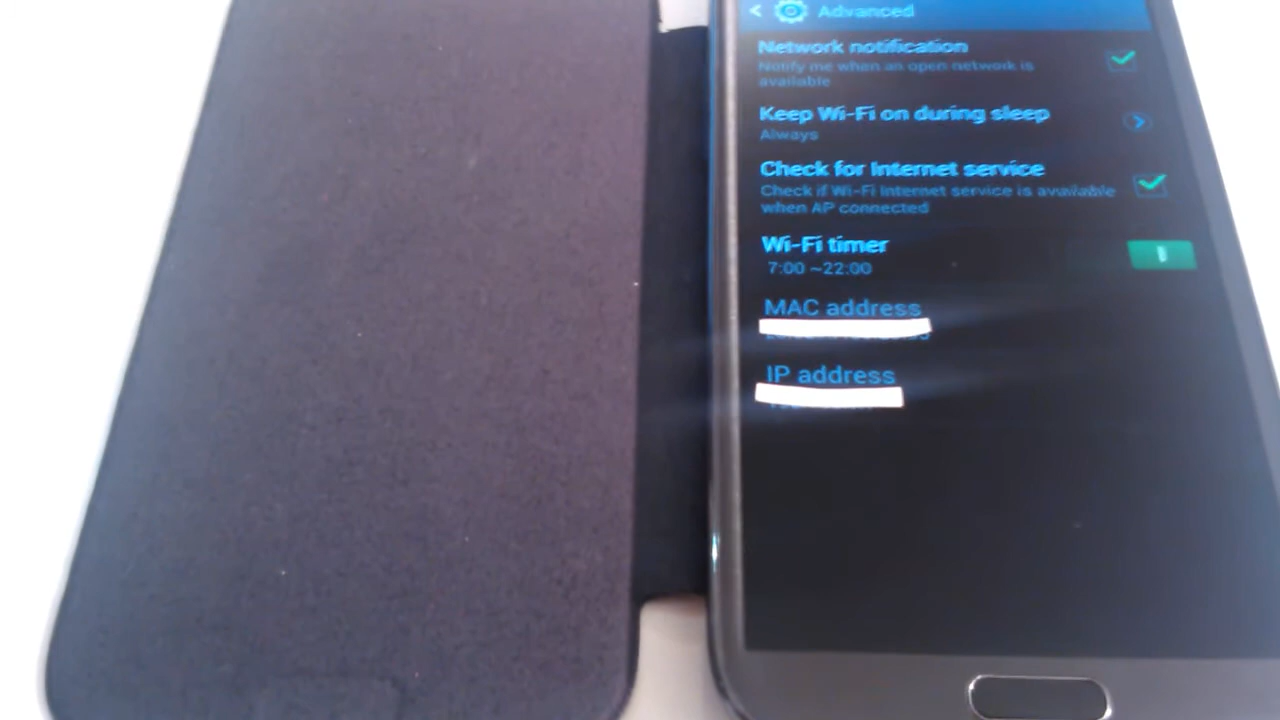 Advanced
Network notification
Notify me when an open network is
available
Keep Wi-Fi on during sleep
Always
Check for Internet service
Check if Wi-Fi Internet service is available
when AP connected
Wi-Fi timer
7:00 ~22:00
MAC address
IP address